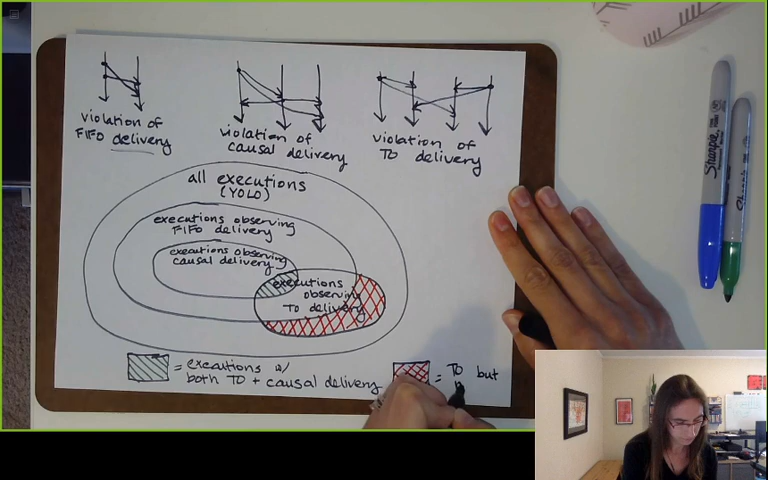 violation of
FIFO delivery
violation of
causal delivery
violation of
TO delivery
all executions
(YOLO)
executions observing
FIFO delivery
executions observing
causal delivery
executions
observing
TO delivery
= executions w/
both TO + causal delivery
= TO but
Sharpie